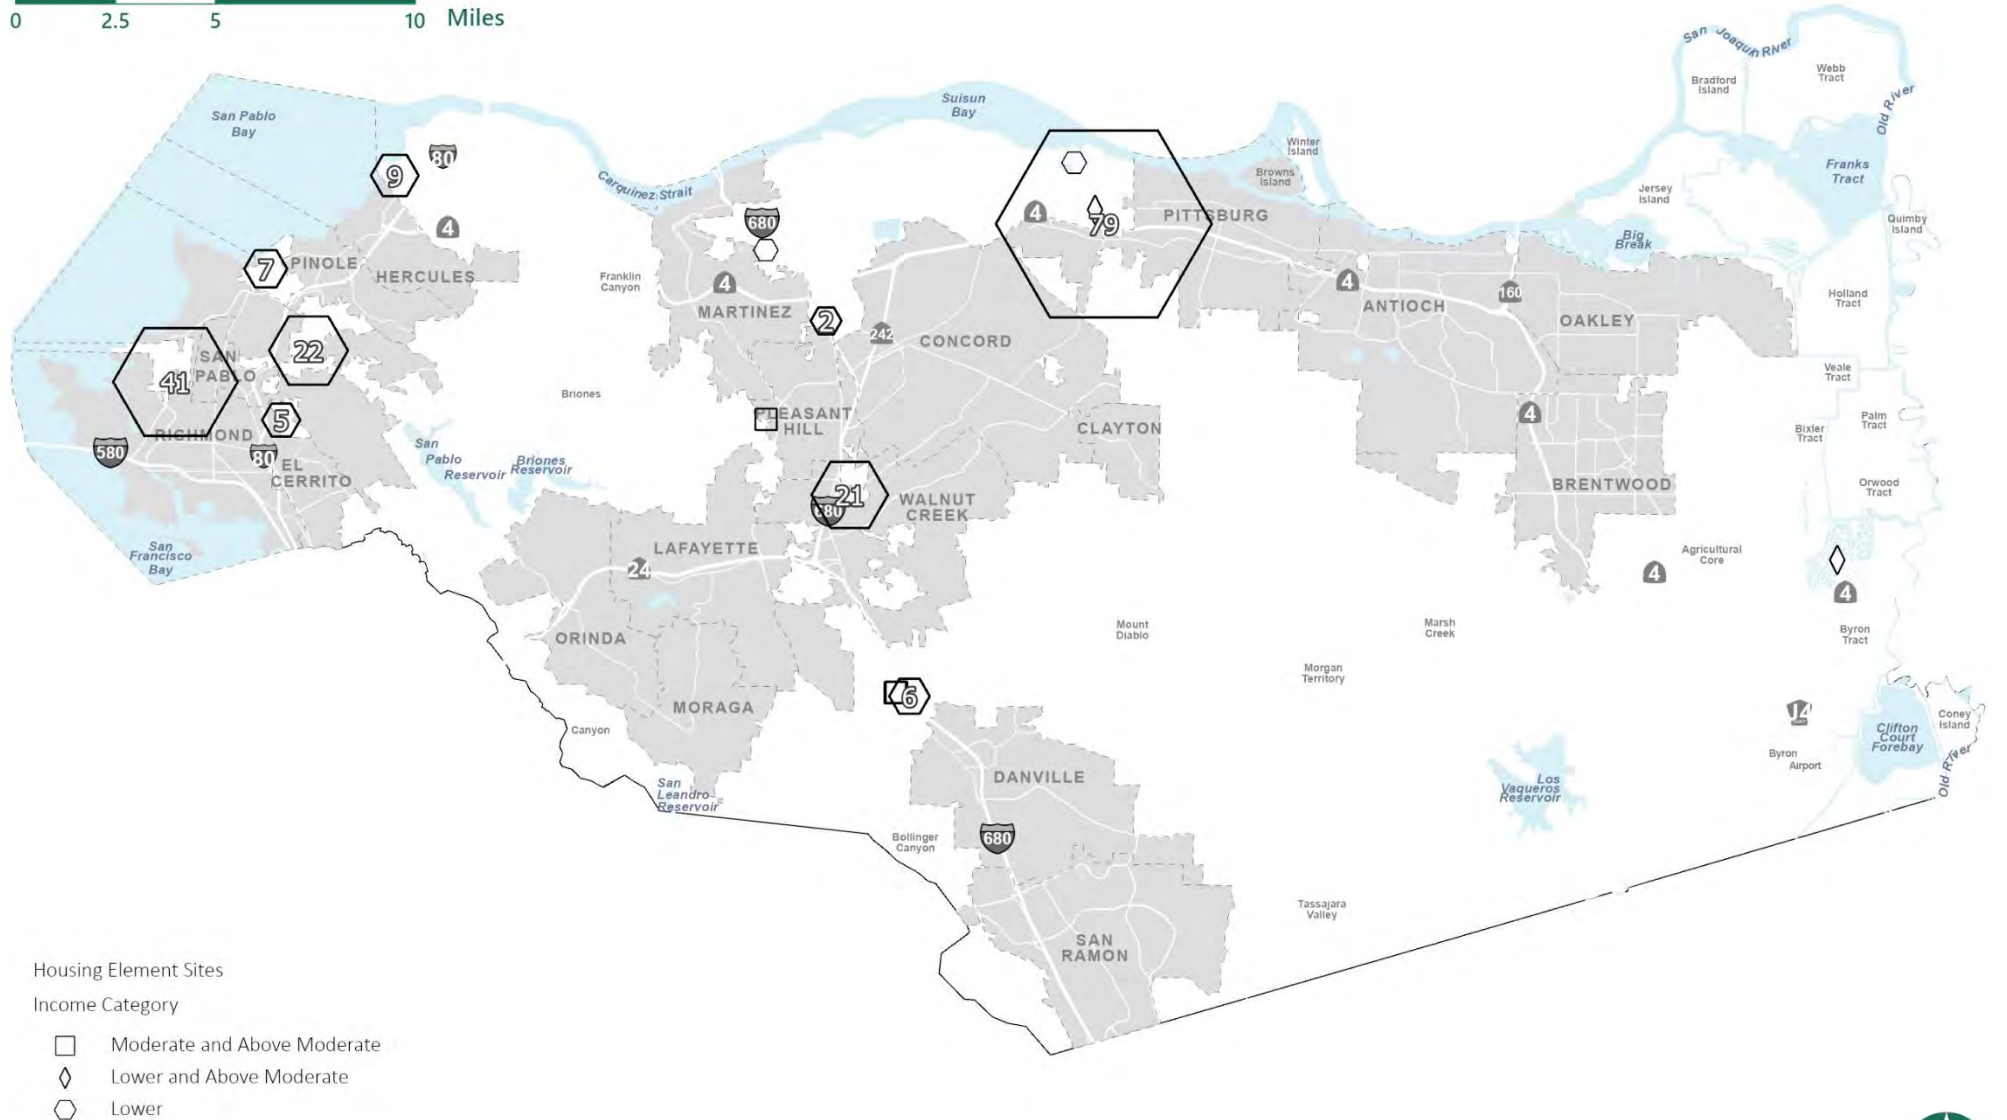 0 2.5 5 10 Miles
San Joaquin River
Webb
Tract
Bradford
Island
Old River
San Pablo
Bay
Suisun
Bay
Winter
Island
Browns
Island
Franks
Tract
Jersey
Island
Quimby
Island
Big
Break
Carquinez Strait
9
80
4
680
4
79
PITTSBURG
7
PINOLE
HERCULES
Franklin
Canyon
4
MARTINEZ
2
242
CONCORD
4
ANTIOCH
160
OAKLEY
Holland
Tract
22
SAN
PABLO
41
5
RICHMOND
580
80
EL
CERRITO
Briones
PLEASANT
HILL
CLAYTON
4
Veale
Tract
Palm
Tract
Bixler
Tract
San
Pablo
Reservoir
Briones
Reservoir
21
680
WALNUT
CREEK
BRENTWOOD
Orwood
Tract
San
Francisco
Bay
LAFAYETTE
24
Agricultural
Core
4
4
ORINDA
Mount
Diablo
Marsh
Creek
Byron
Tract
Morgan
Territory
6
MORAGA
Canyon
J4
Coney
Island
Clifton
Court
Forebay
Byron
Airport
Old River
San
Leandro
Reservoir
DANVILLE
Los
Vaqueros
Reservoir
Bollinger
Canyon
680
Tassajara
Valley
SAN
RAMON
Housing Element Sites
Income Category
Moderate and Above Moderate
Lower and Above Moderate
Lower